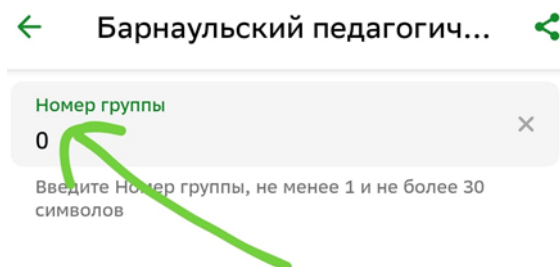 Барнаульский педагогич...
Номер группы
0
Введите Номер группы, не менее 1 и не более 30
символов